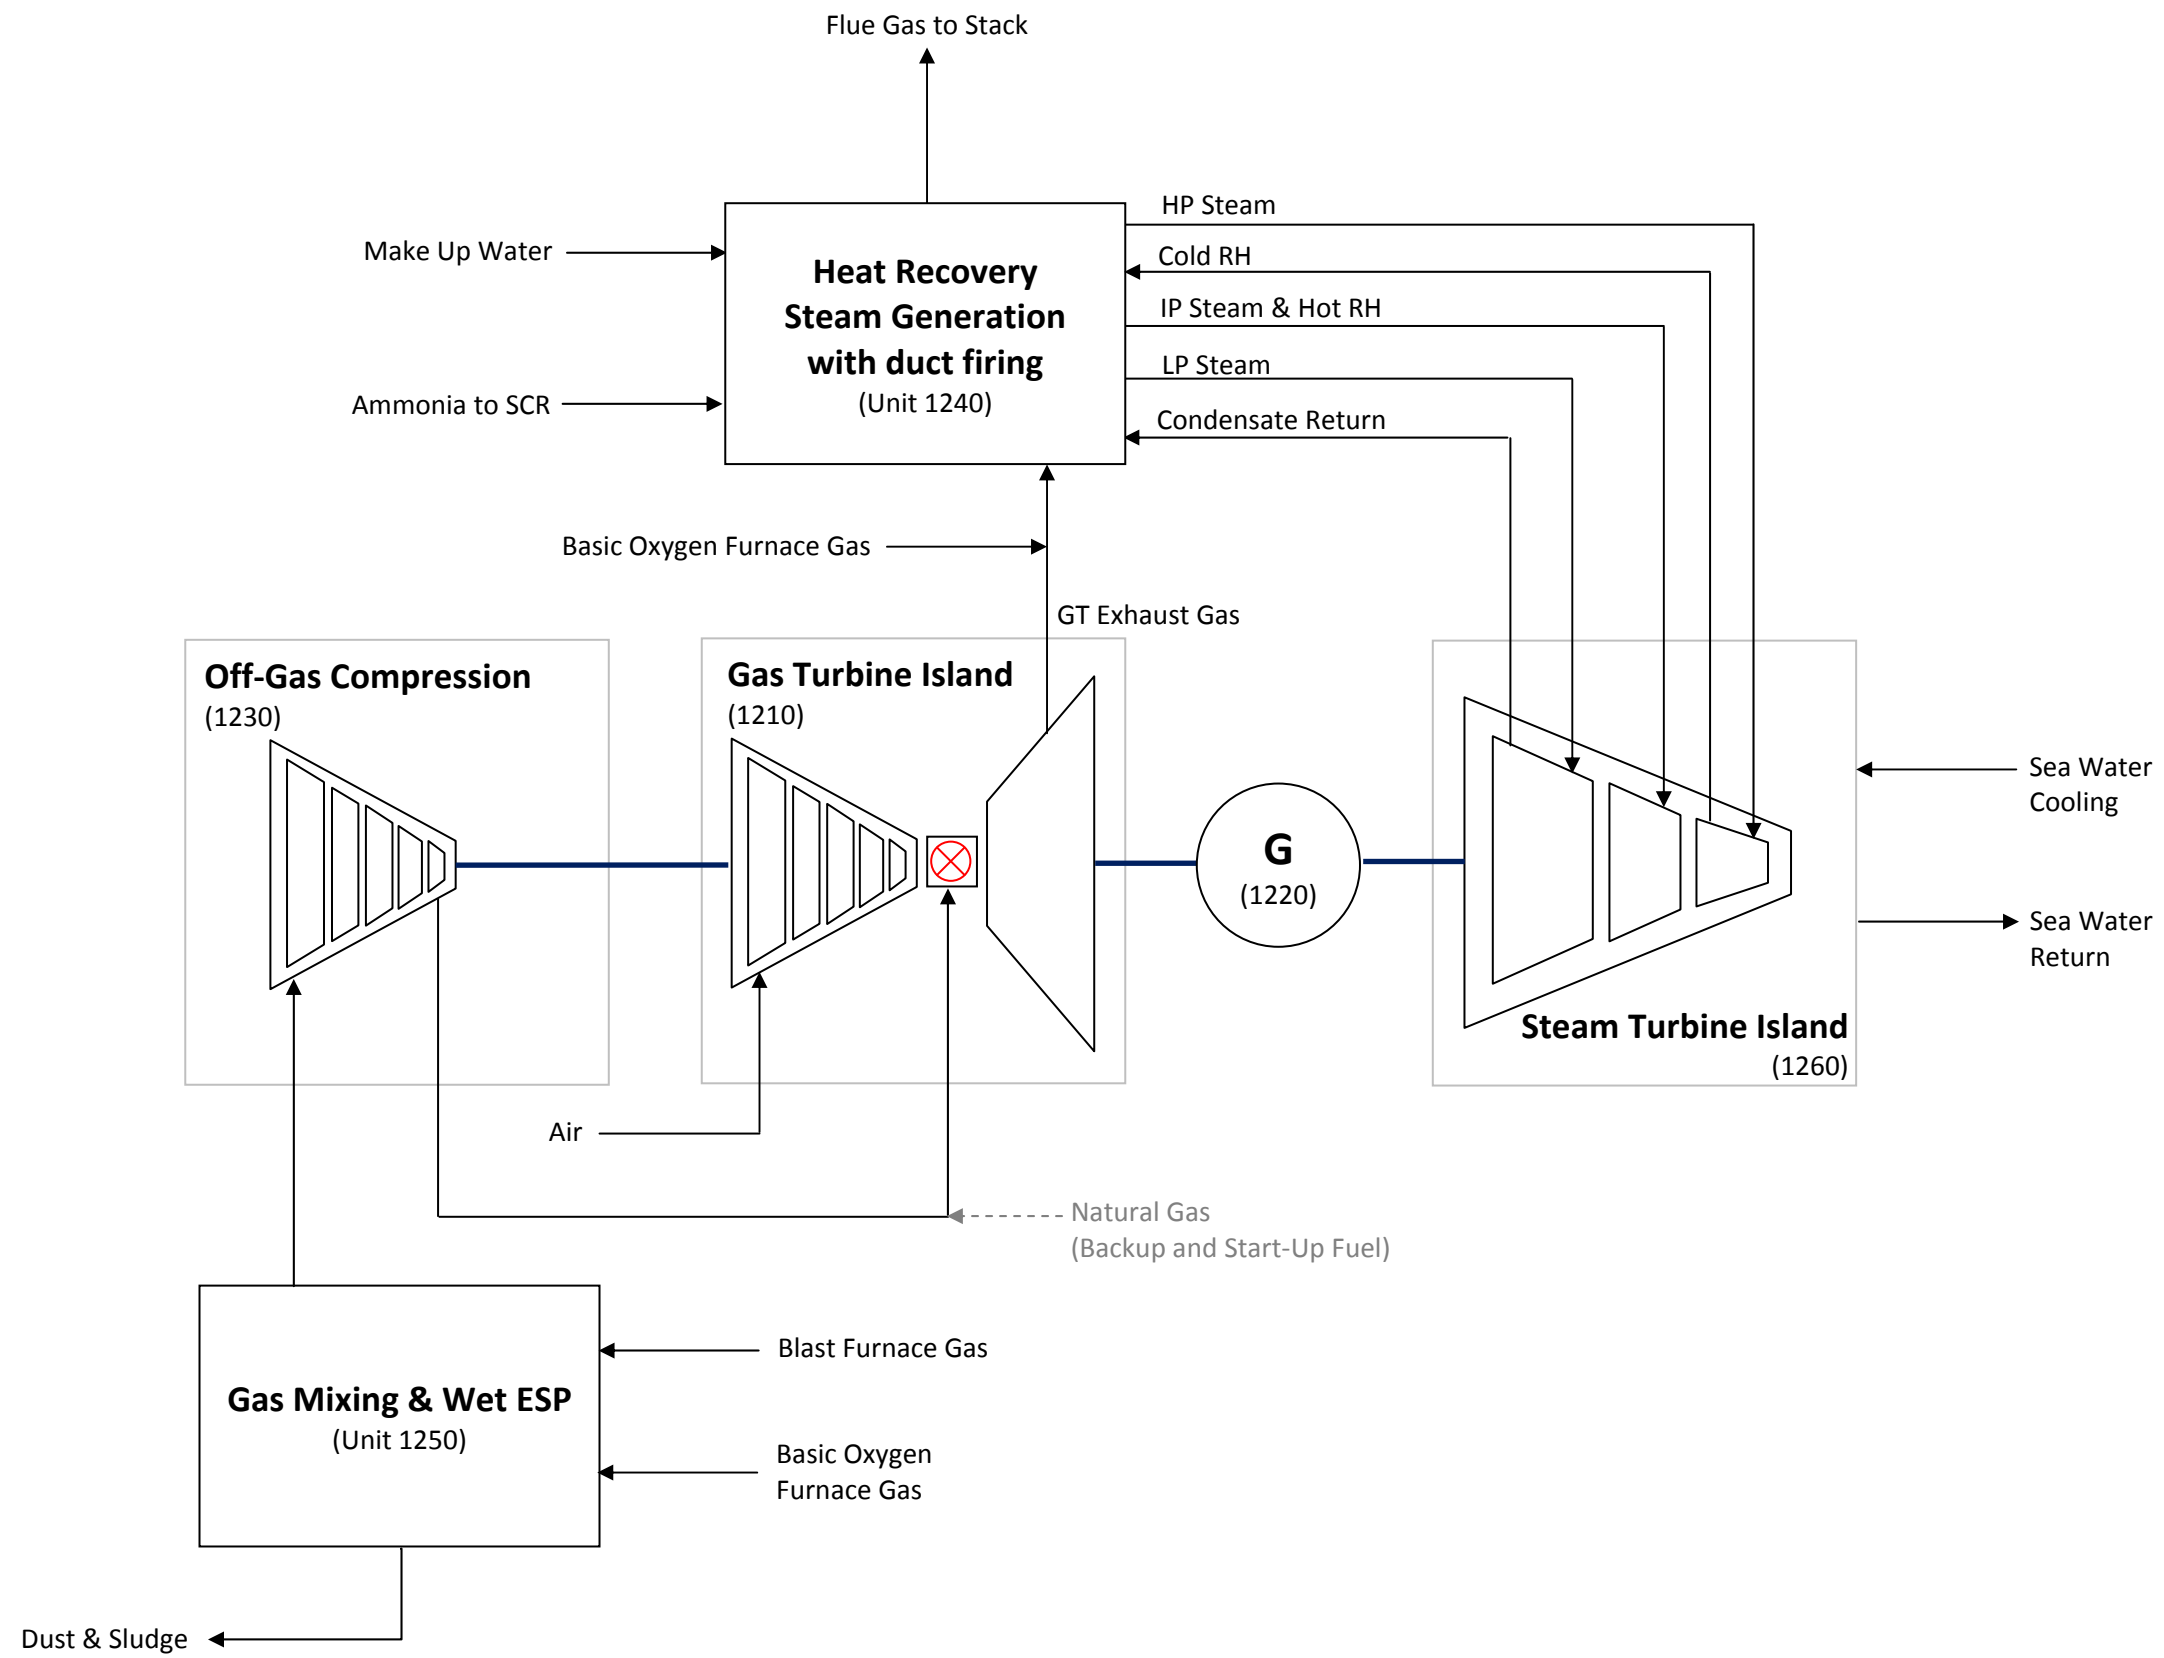 Flue Gas to Stack
HP Steam
Make Up Water
Cold RH
Heat Recovery
Steam Generation
with duct firing
(Unit 1240)
IP Steam & Hot RH
LP Steam
Ammonia to SCR
Condensate Return
Basic Oxygen Furnace Gas
GT Exhaust Gas
Off-Gas Compression
(1230)
Gas Turbine Island
(1210)
G
(1220)
Sea Water
Cooling
Sea Water
Return
Steam Turbine Island
(1260)
Air
Natural Gas
(Backup and Start-Up Fuel)
Blast Furnace Gas
Gas Mixing & Wet ESP
(Unit 1250)
Basic Oxygen
Furnace Gas
Dust & Sludge